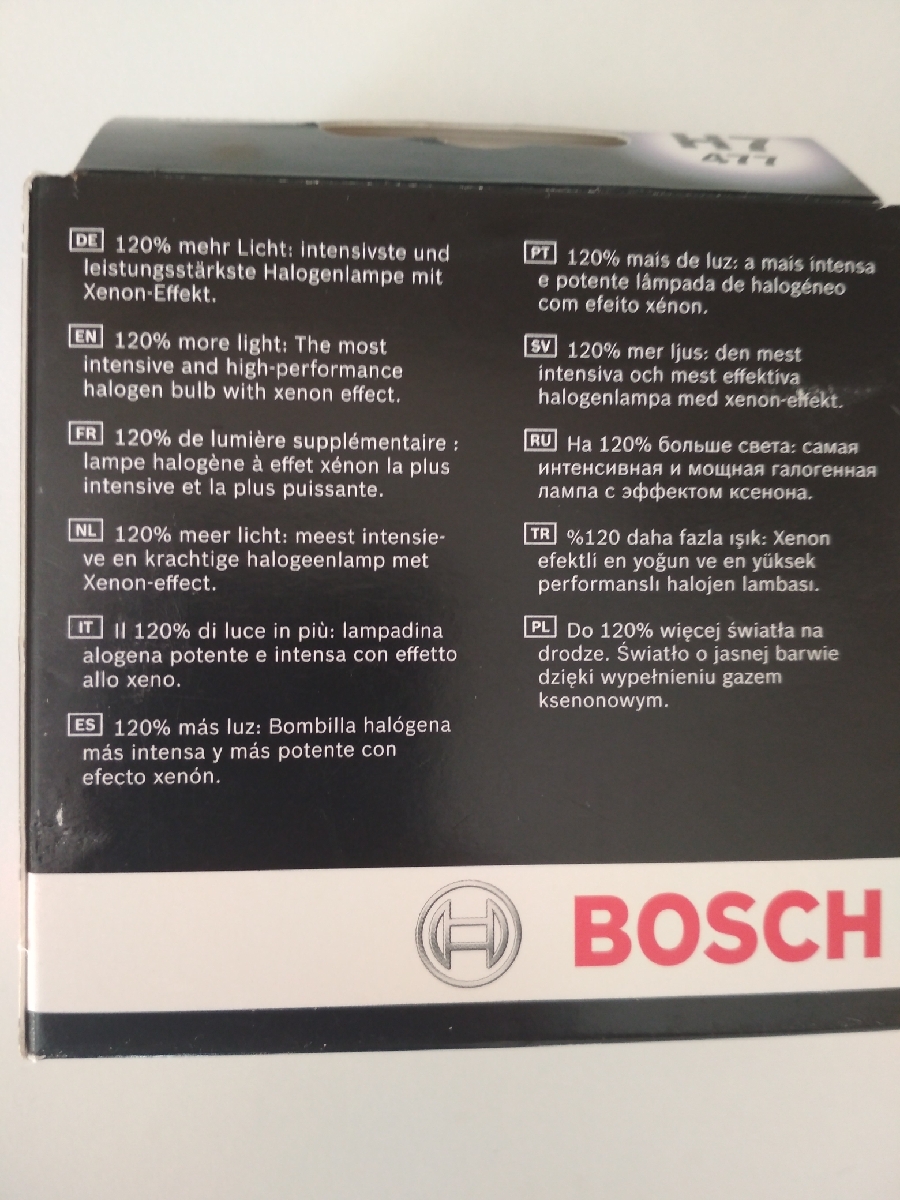 H7
477
DE 120% mehr Licht: intensivste und
leistungsstärkste Halogenlampe mit
Xenon-Effekt.
EN 120% more light: The most
intensive and high-performance
halogen bulb with xenon effect.
FR 120% de lumière supplémentaire :
lampe halogène à effet xénon la plus
intensive et la plus puissante.
NL 120% meer licht: meest intensie-
ve en krachtige halogeenlamp met
Xenon-effect.
IT Il 120% di luce in più: lampadina
alogena potente e intensa con effetto
allo xeno.
ES 120% más luz: Bombilla halógena
más intensa y más potente con
efecto xenón.
PT 120% mais de luz: a mais intensa
e potente lâmpada de halogéneo
com efeito xénon.
SV 120% mer ljus: den mest
intensiva och mest effektiva
halogenlampa med xenon-effekt.
RU На 120% больше света: самая
интенсивная и мощная галогенная
лампа с эффектом ксенона.
TR %120 daha fazla ışık: Xenon
efektli en yoğun ve en yüksek
performanslı halojen lambası.
PL Do 120% więcej światła na
drodze. Światło o jasnej barwie
dzięki wypełnieniu gazem
ksenonowym.
BOSCH